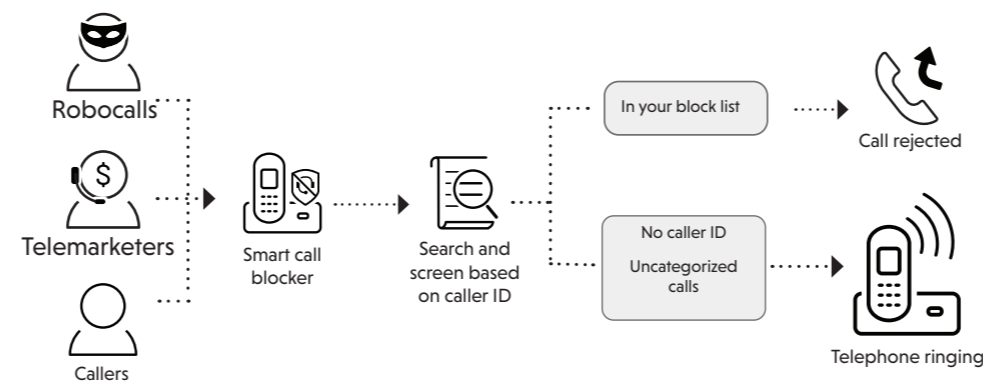 Robocalls
Telemarketers
Callers
Smart call
blocker
Search and
screen based
on caller ID
In your block list
No caller ID
Uncategorized
calls
Call rejected
Telephone ringing
$